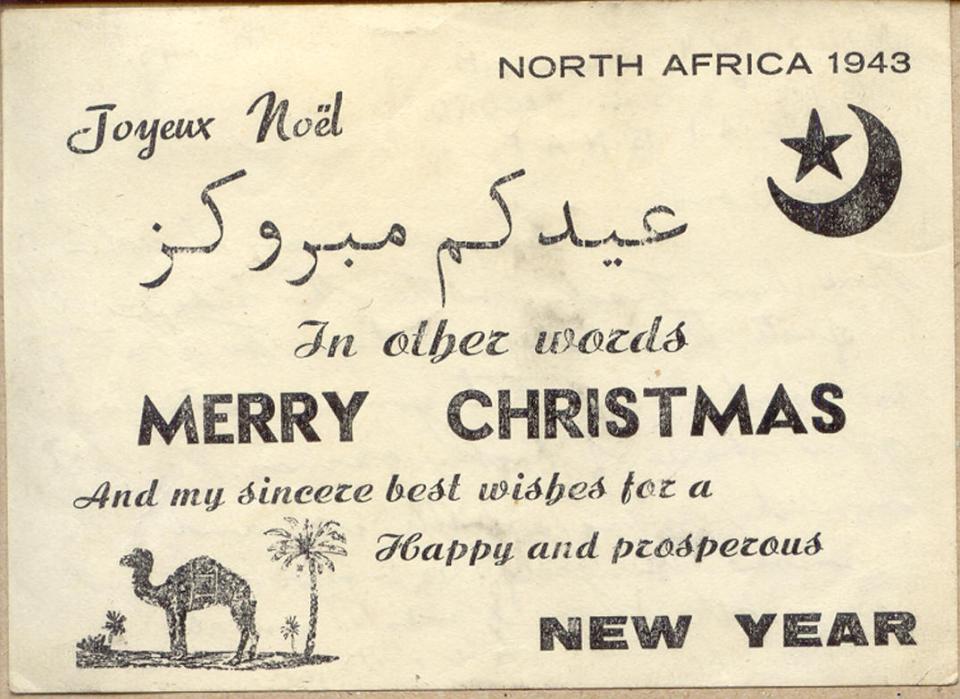 NORTH AFRICA 1943
Joyeux Noël
عيدكم مبروكز
In other words
MERRY CHRISTMAS
And my sincere best wishes for a
Happy and prosperous
NEW YEAR